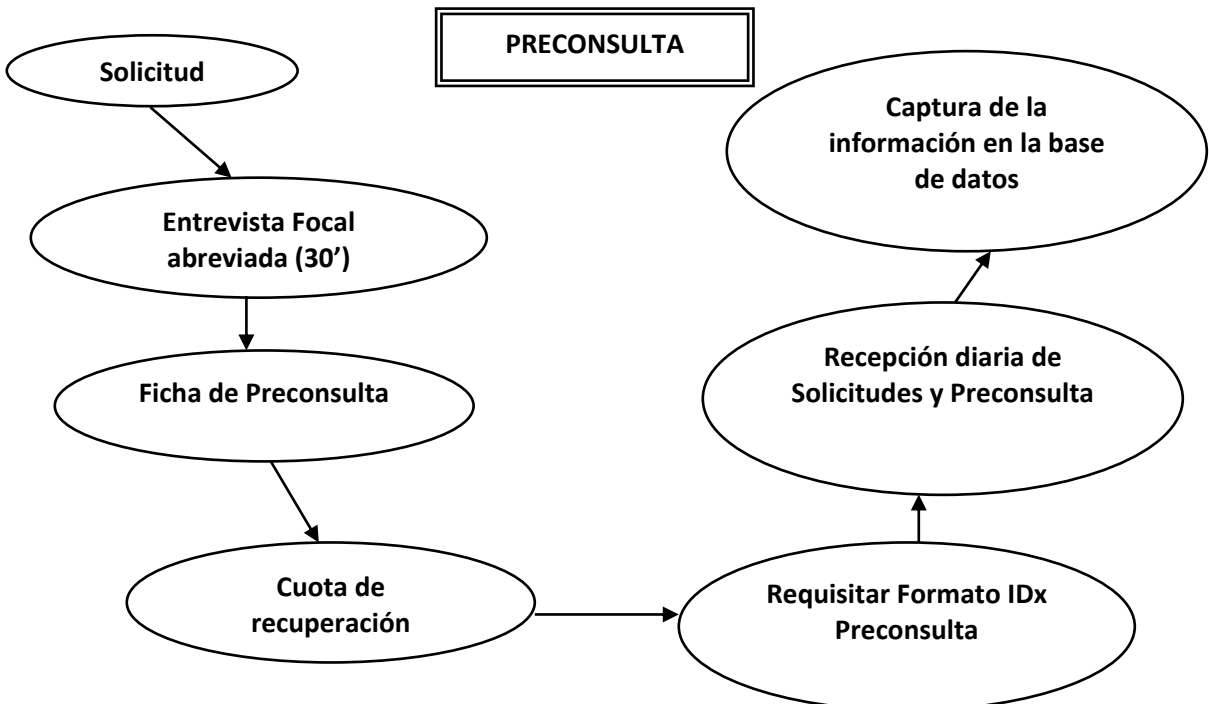 PRECONSULTA
Solicitud
Entrevista Focal
abreviada (30’)
Ficha de Preconsulta
Cuota de
recuperación
Requisitar Formato IDx
Preconsulta
Recepción diaria de
Solicitudes y Preconsulta
Captura de la
información en la base
de datos